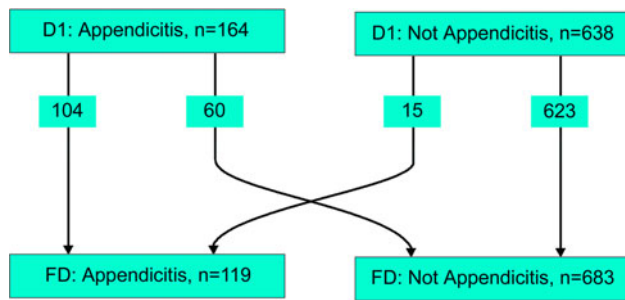 D1: Appendicitis, n=164
D1: Not Appendicitis, n=638
104
60
15
623
FD: Appendicitis, n=119
FD: Not Appendicitis, n=683